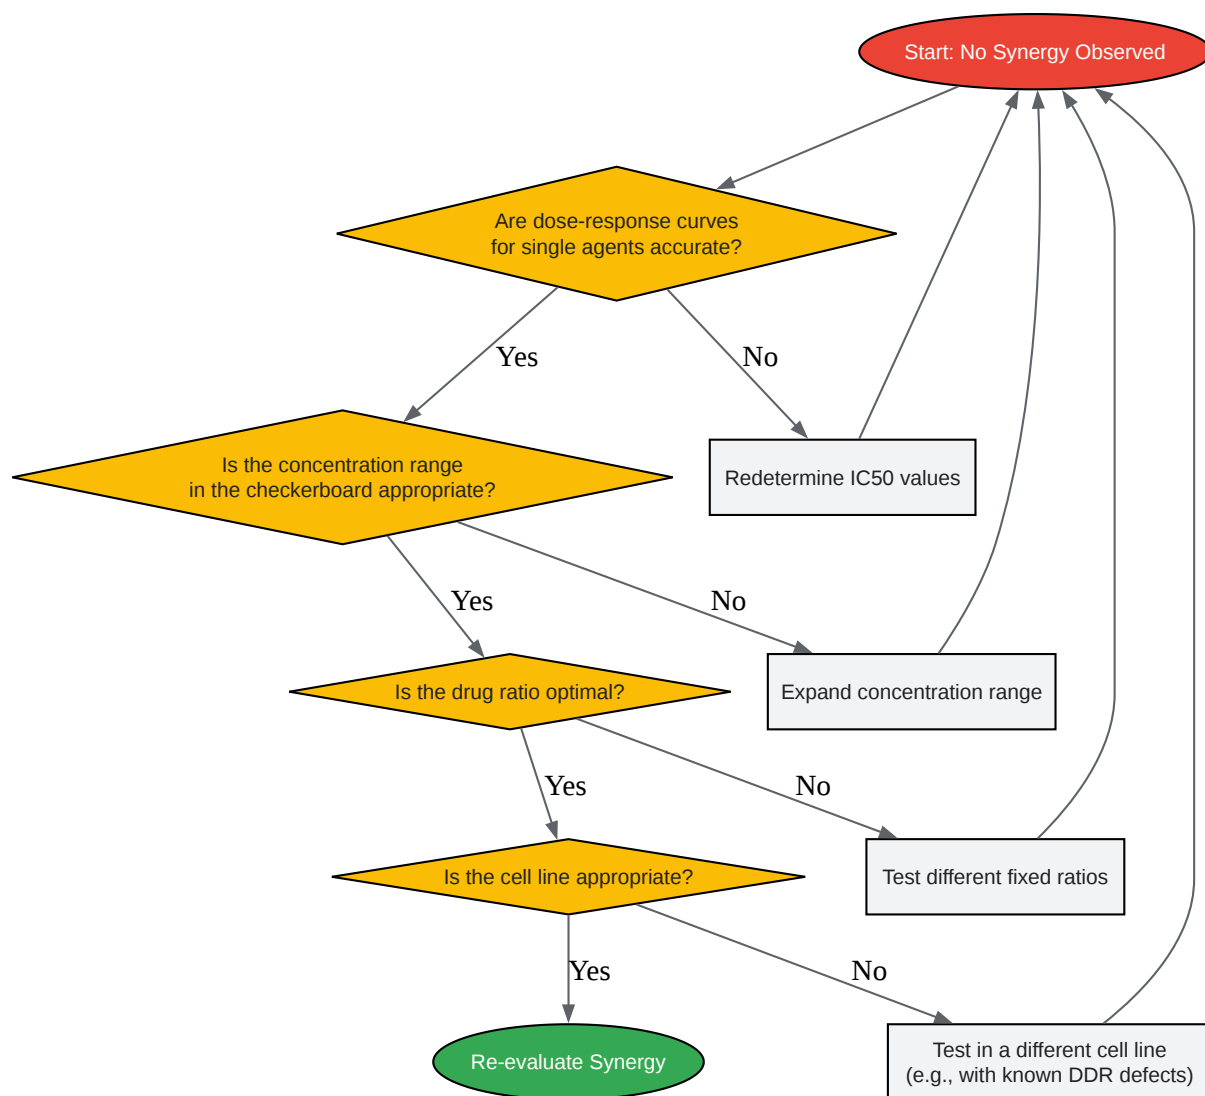 Start: No Synergy Observed
Are dose-response curves
for single agents accurate?
Yes
No
Is the concentration range
in the checkerboard appropriate?
Redetermine IC50 values
Yes
No
Is the drug ratio optimal?
Expand concentration range
Yes
No
Is the cell line appropriate?
Test different fixed ratios
Yes
No
Re-evaluate Synergy
Test in a different cell line
(e.g., with known DDR defects)